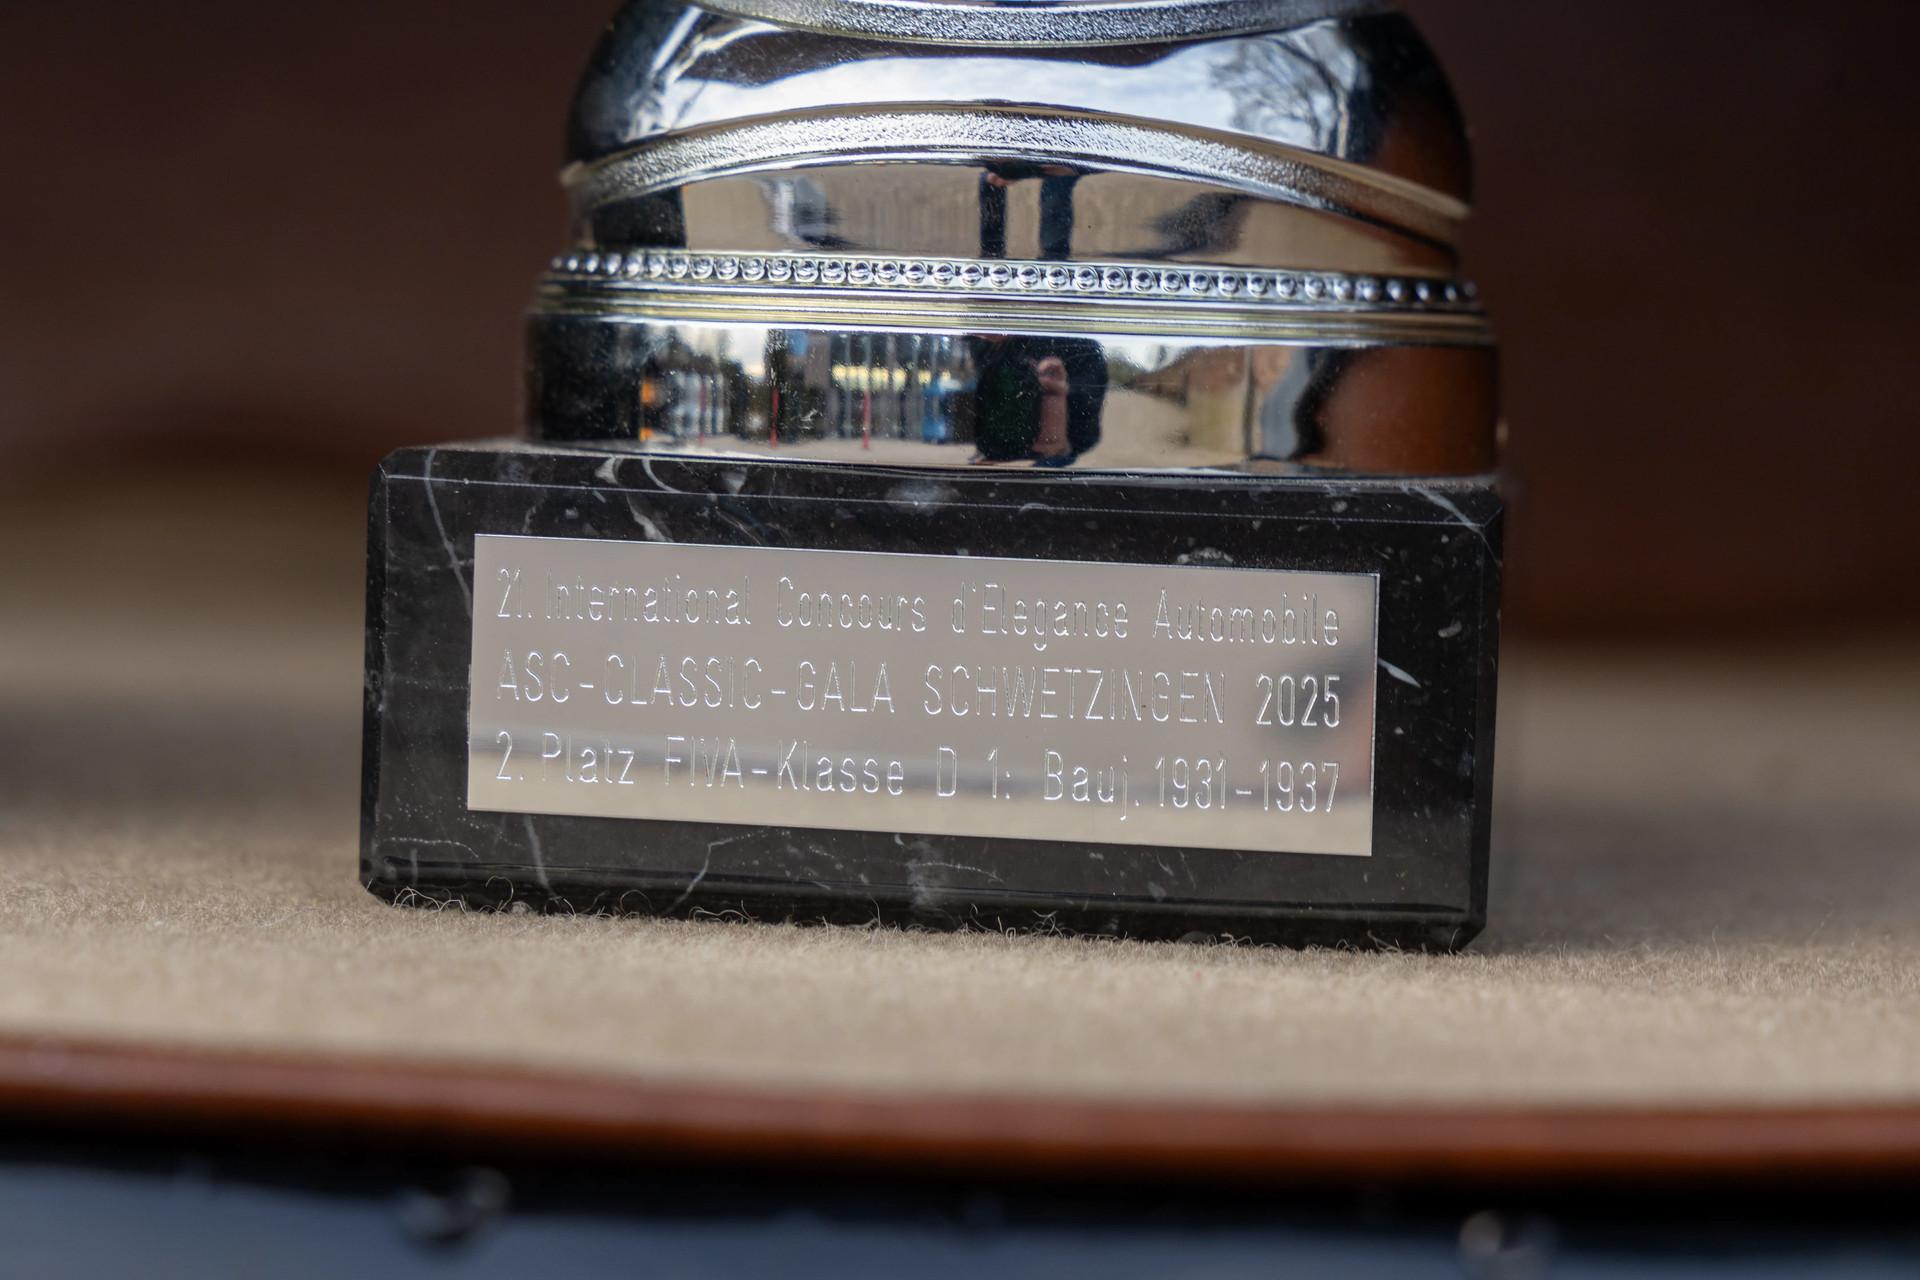 21. International Concours d'Elegance Automobile
ASC-CLASSIC-GALA SCHWETZINGEN 2025
2. Platz FIVA-Klasse D 1: Bauj. 1931-1937